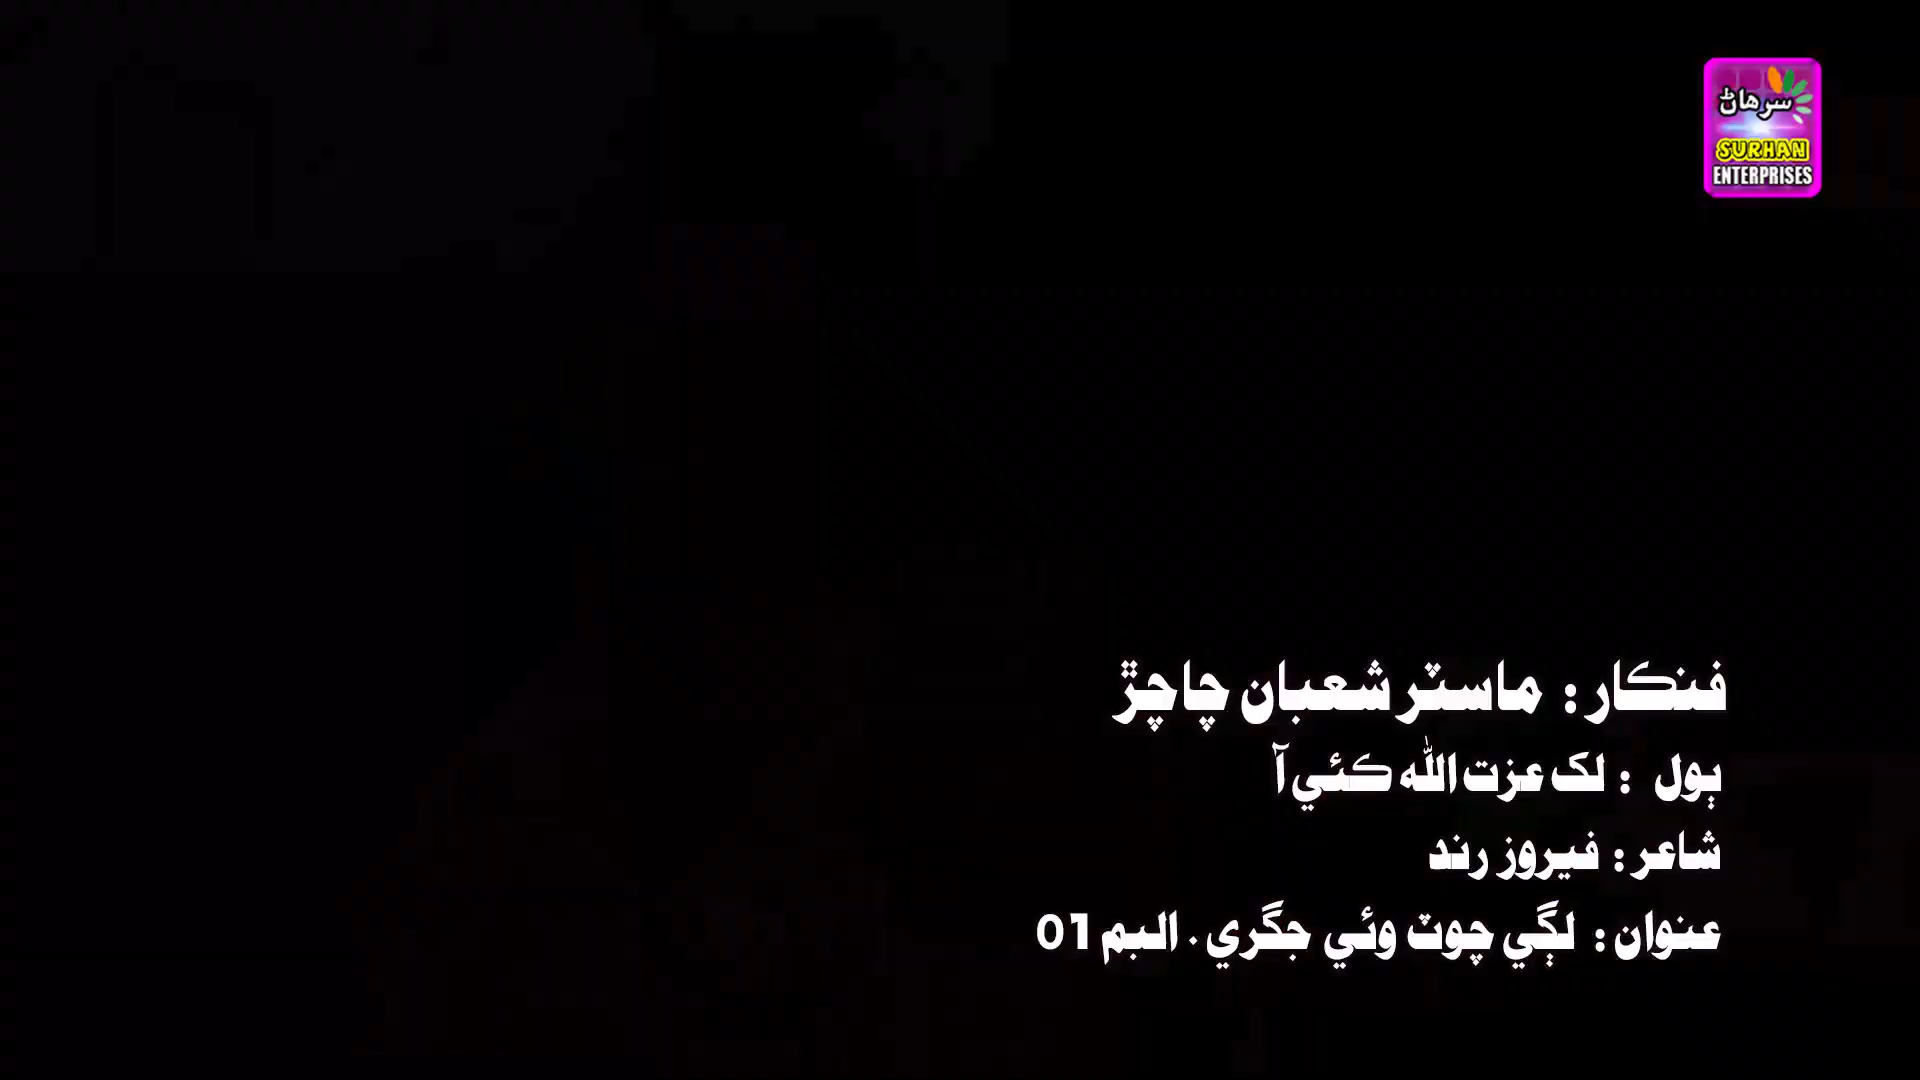 سرهاڻ
SURHAN
ENTERPRISES
فنڪار : ماسٽر شعبان چاچڙ
ٻول : لک عزت الله ڪئي آ
شاعر : فيروز رند
عنوان : لڳي چوٽ وئي جگري . البم 01